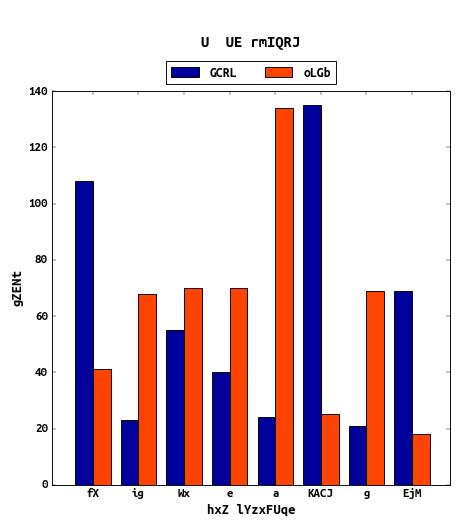 U  UE rmIQRJ
GCRL oLGb
140
120
100
80
60
40
20
0
gZENt
fX ig Wx e a KACJ g EjM
hxZ lYzxFUqe